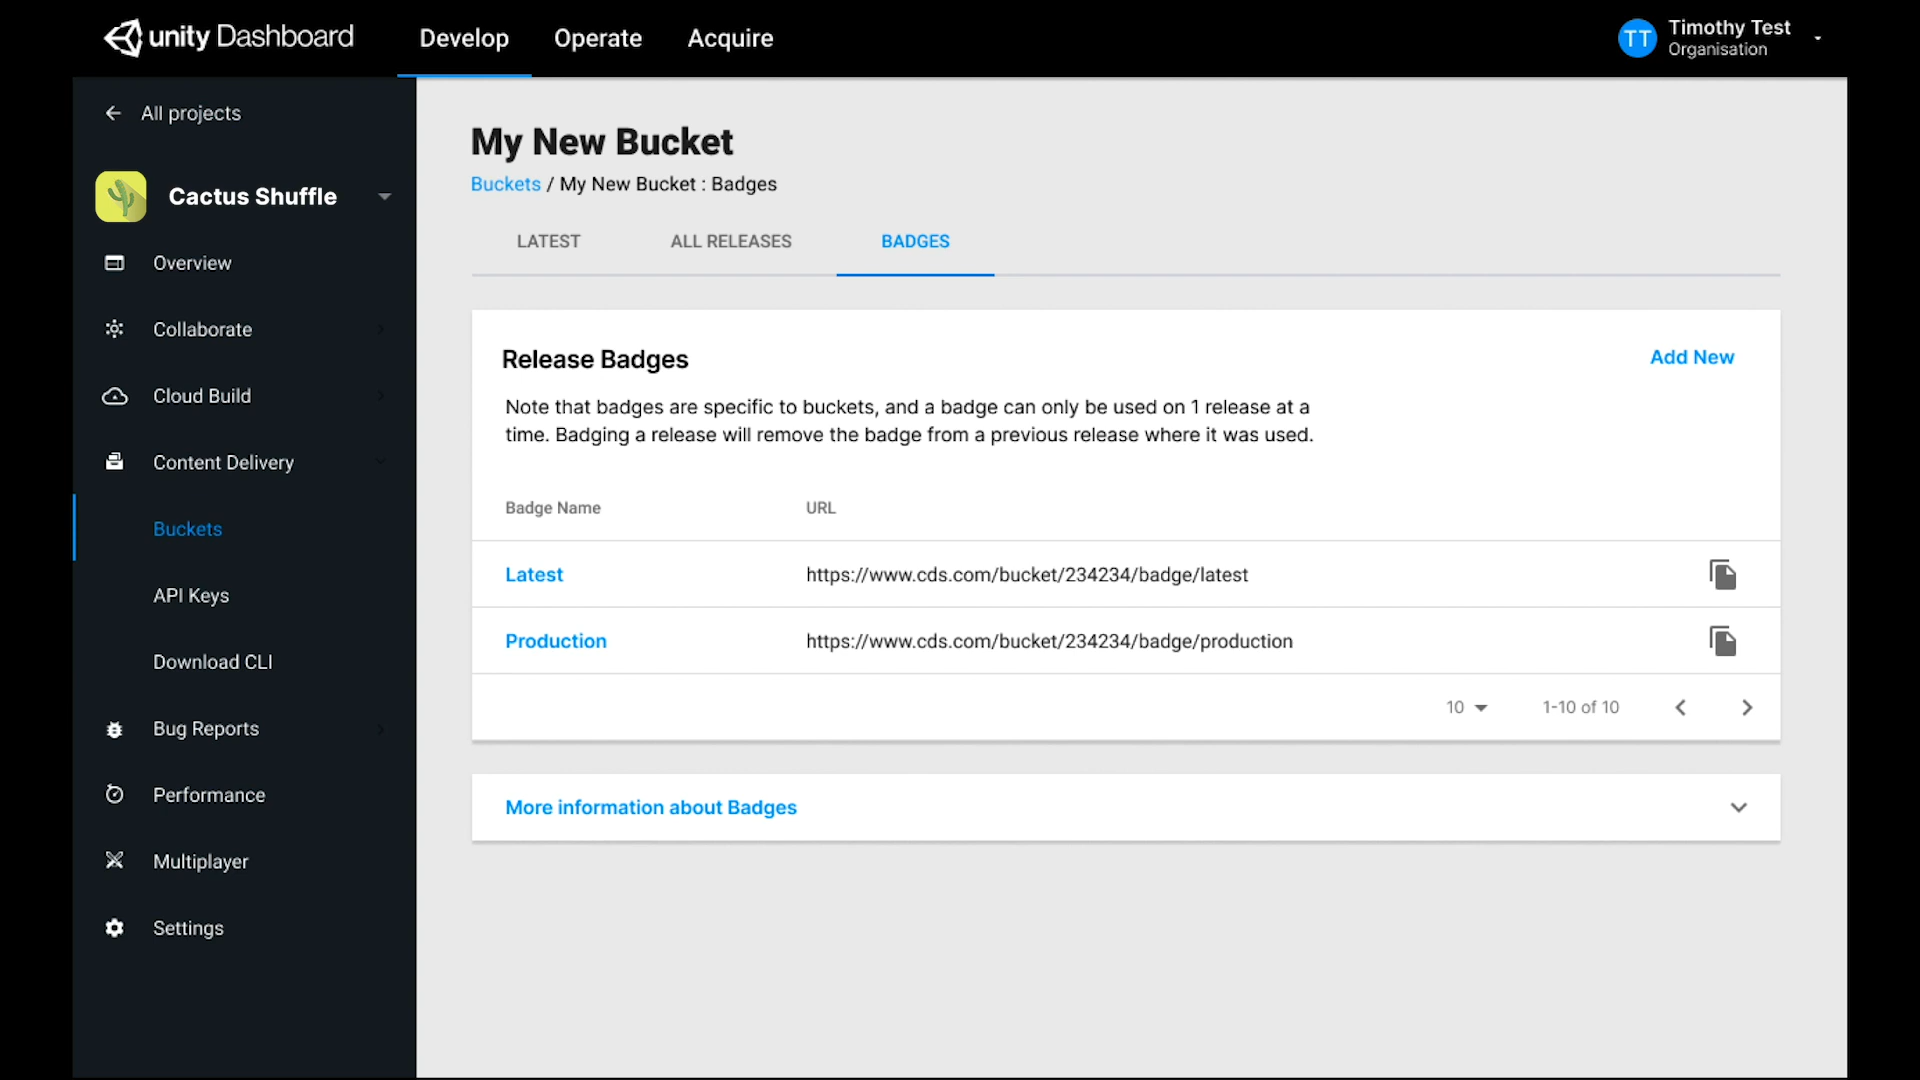 unity Dashboard
Develop
Operate
Acquire
TT
Timothy Test
Organisation
All projects
Cactus Shuffle
Overview
Collaborate
Cloud Build
Content Delivery
Buckets
API Keys
Download CLI
Bug Reports
Performance
Multiplayer
Settings
My New Bucket
Buckets / My New Bucket : Badges
LATEST
ALL RELEASES
BADGES
Release Badges
Add New
Note that badges are specific to buckets, and a badge can only be used on 1 release at a
time. Badging a release will remove the badge from a previous release where it was used.
Badge Name
URL
Latest
https://www.cds.com/bucket/234234/badge/latest
Production
https://www.cds.com/bucket/234234/badge/production
10
1-10 of 10
More information about Badges